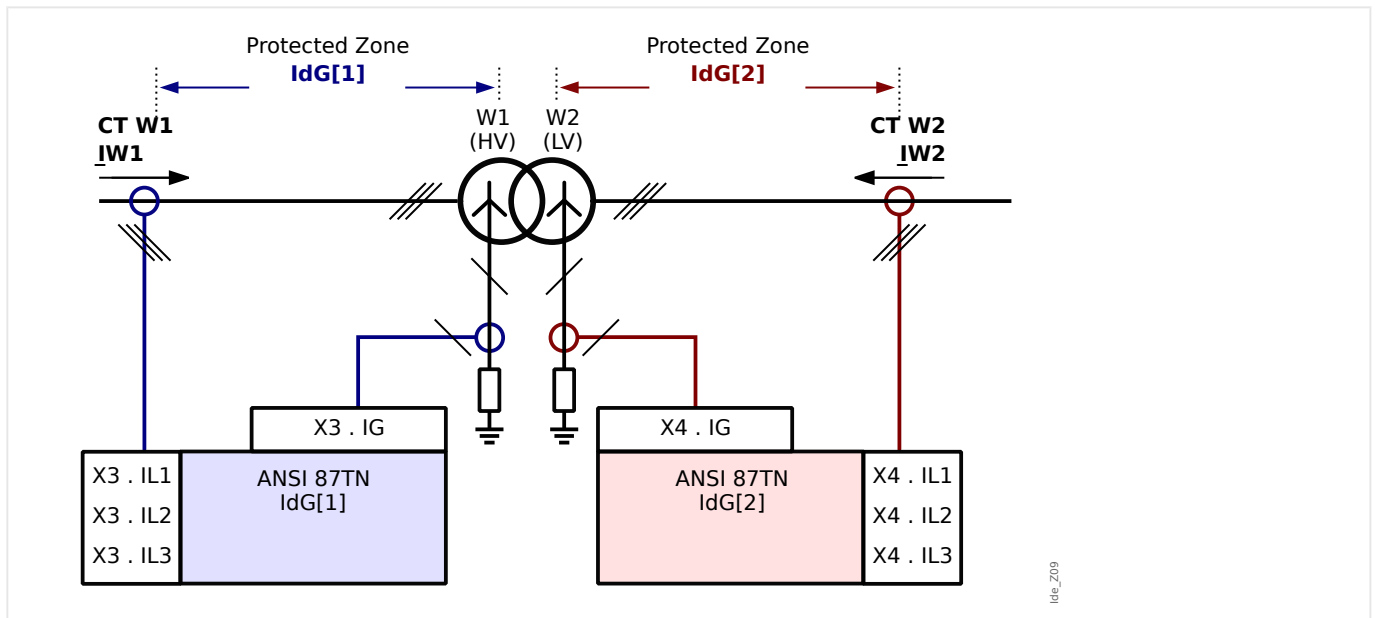 Protected Zone
IdG[1]
Protected Zone
IdG[2]
CT W1
IW1
W1
(HV)
W2
(LV)
CT W2
IW2
X3 . IG
X4 . IG
X3 . IL1
X3 . IL2
X3 . IL3
ANSI 87TN
IdG[1]
ANSI 87TN
IdG[2]
X4 . IL1
X4 . IL2
X4 . IL3
Ide_Z09